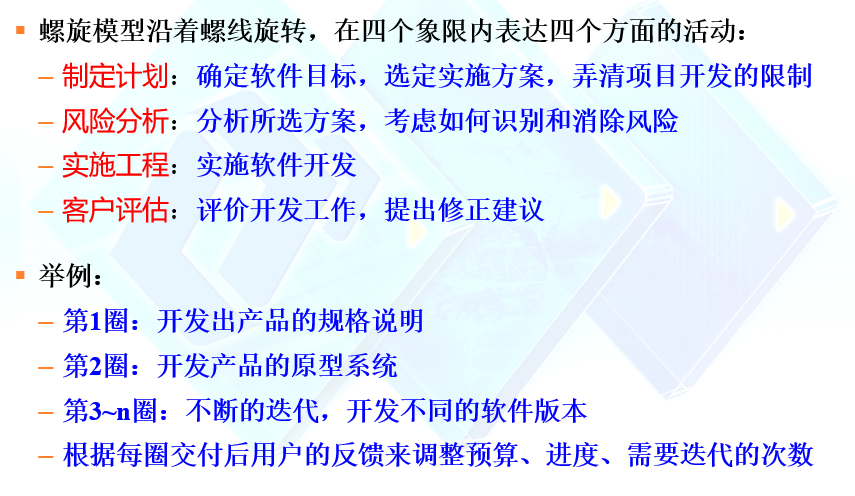 螺旋模型沿着螺线旋转，在四个象限内表达四个方面的活动：
– 制定计划：确定软件目标，选定实施方案，弄清项目开发的限制
– 风险分析：分析所选方案，考虑如何识别和消除风险
– 实施工程：实施软件开发
– 客户评估：评价开发工作，提出修正建议
举例：
– 第1圈：开发出产品的规格说明
– 第2圈：开发产品的原型系统
– 第3~n圈：不断的迭代，开发不同的软件版本
– 根据每圈交付后用户的反馈来调整预算、进度、需要迭代的次数